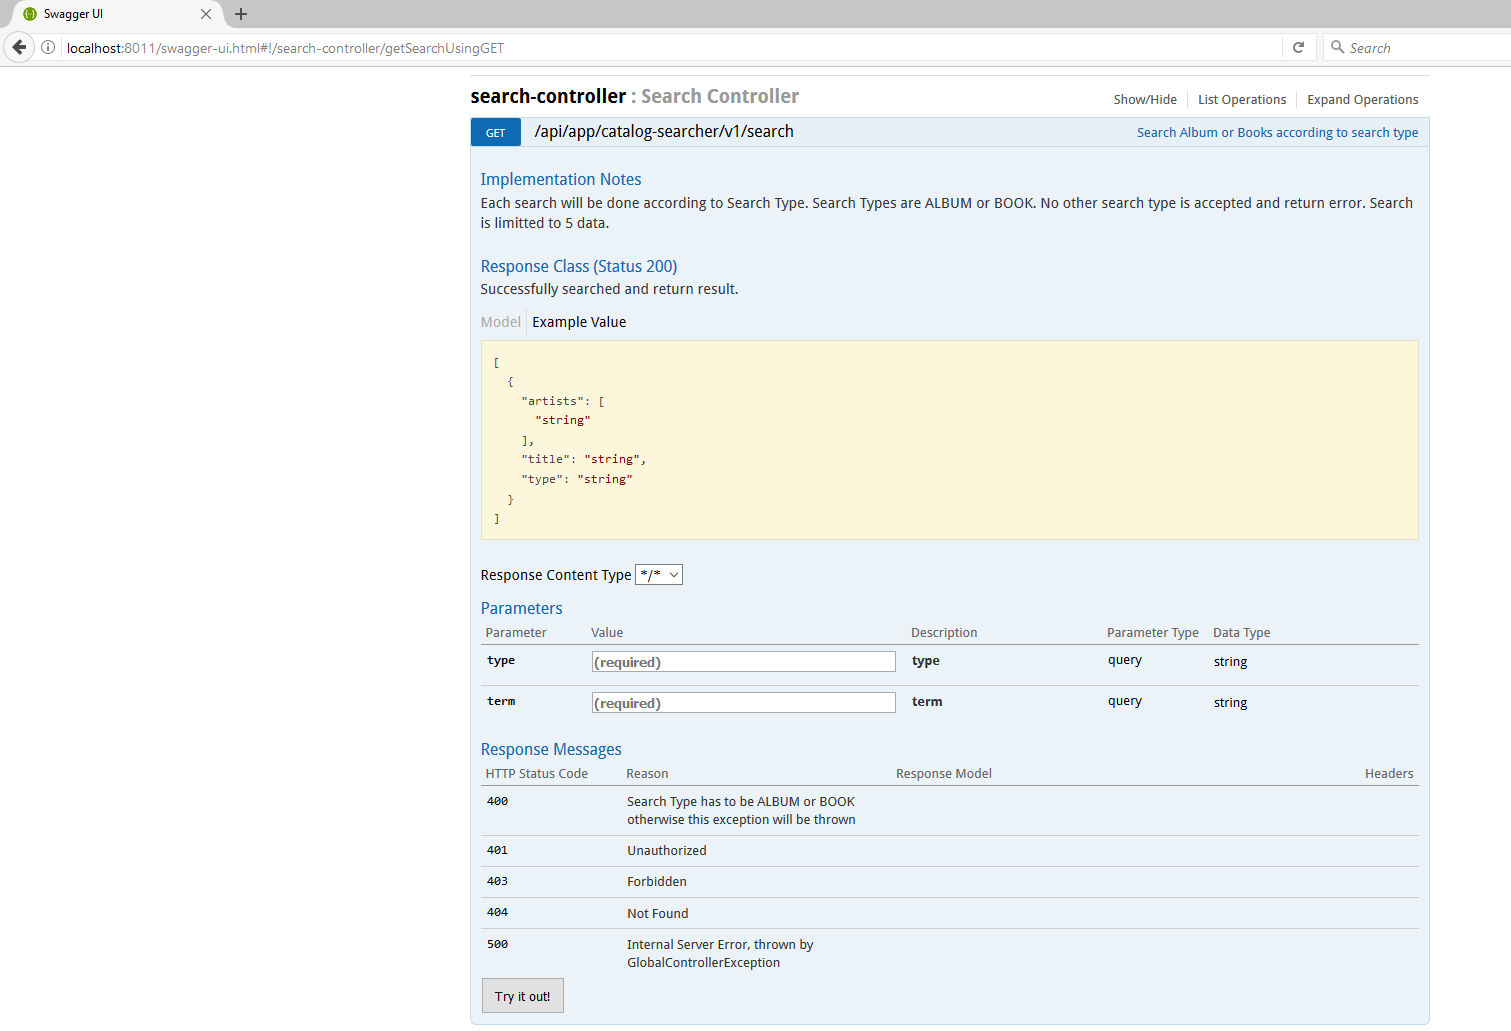 Swagger UI
localhost:8011/swagger-ui.html#!/search-controller/getSearchUsingGET
Search
search-controller : Search Controller
Show/Hide
List Operations
Expand Operations
GET
/api/app/catalog-searcher/v1/search
Search Album or Books according to search type
Implementation Notes
Each search will be done according to Search Type. Search Types are ALBUM or BOOK. No other search type is accepted and return error. Search
is limitted to 5 data.
Response Class (Status 200)
Successfully searched and return result.
Model
Example Value
[
{
"artists": [
"string"
],
"title": "string",
"type": "string"
}
]
Response Content Type */*
Parameters
Parameter Value Description Parameter Type Data Type
type (required) type query string
term (required) term query string
Response Messages
HTTP Status Code Reason Response Model Headers
400 Search Type has to be ALBUM or BOOK
otherwise this exception will be thrown
401 Unauthorized
403 Forbidden
404 Not Found
500 Internal Server Error, thrown by
GlobalControllerException
Try it out!